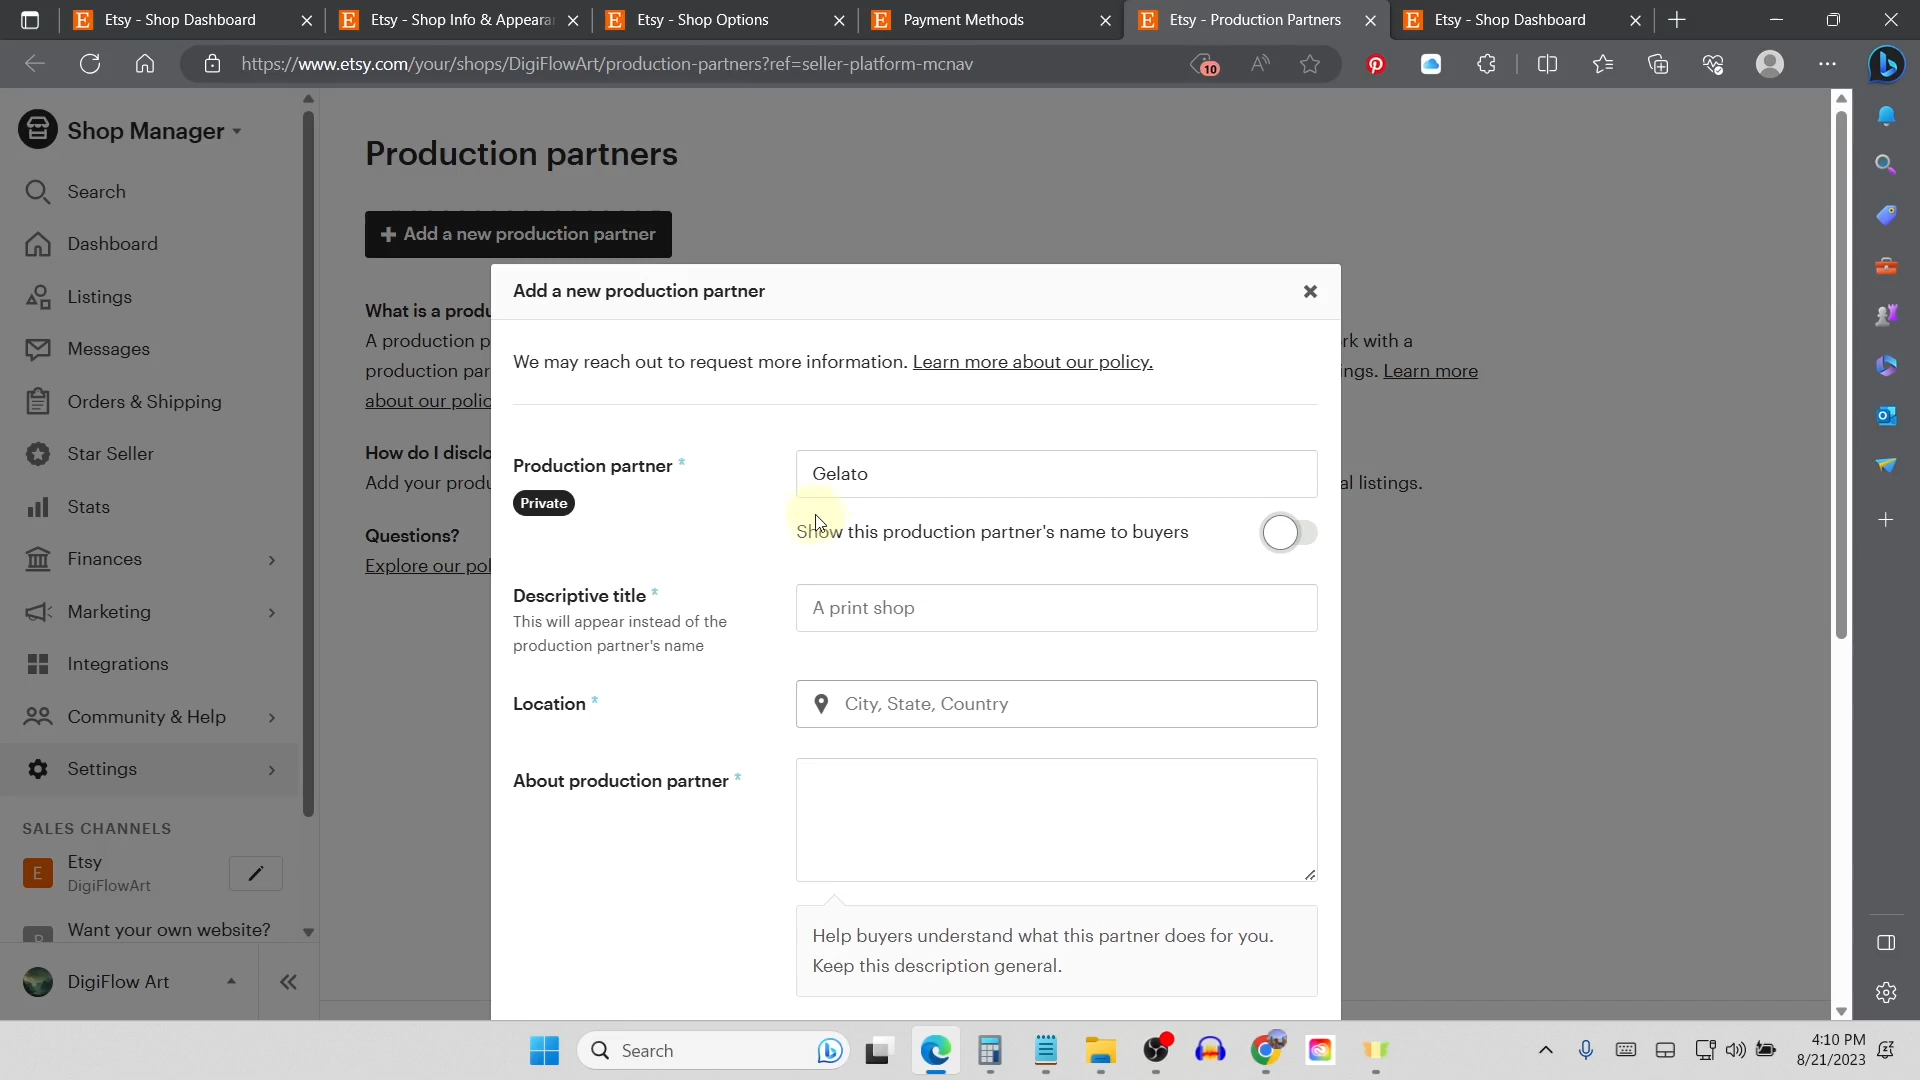 Etsy - Shop Dashboard
Etsy - Shop Info & Appeara
Etsy - Shop Options
Payment Methods
Etsy - Production Partners
Etsy - Shop Dashboard
https://www.etsy.com/your/shops/DigiFlowArt/production-partners?ref=seller-platform-mcnav
10
Shop Manager
Search
Dashboard
Listings
Messages
Orders & Shipping
Star Seller
Stats
Finances
Marketing
Integrations
Community & Help
Settings
SALES CHANNELS
E
Etsy
DigiFlowArt
Want your own website?
DigiFlow Art
Production partners
+ Add a new production partner
What is a produ
A production p
rk with a
production par
ings. Learn more
about our polic
How do I disclo
Add your produ
al listings.
Questions?
Explore our pol
Add a new production partner
We may reach out to request more information. Learn more about our policy.
Production partner *
Private
Gelato
Show this production partner's name to buyers
Descriptive title *
This will appear instead of the
production partner's name
A print shop
Location *
City, State, Country
About production partner *
Help buyers understand what this partner does for you.
Keep this description general.
Search
4:10 PM
8/21/2023